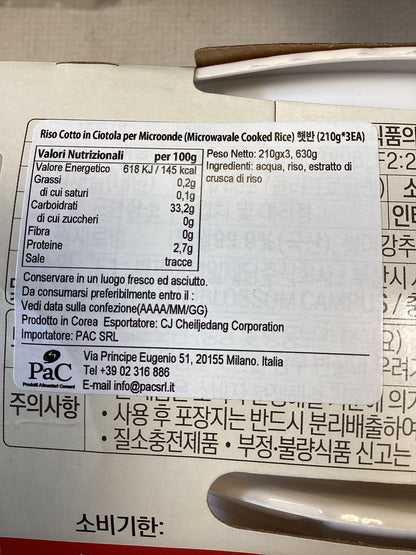 Riso Cotto in Ciotola per Microonde (Microwavale Cooked Rice) 햇반 (210g*3EA)
Valori Nutrizionali per 100g
Valore Energetico 618 KJ / 145 kcal
Grassi 0,2g
di cui saturi 0,1g
Carboidrati 33,2g
di cui zuccheri 0g
Fibra 0g
Proteine 2,7g
Sale tracce
Peso Netto: 210gx3, 630g
Ingredienti: acqua, riso, estratto di
crusca di riso
Conservare in un luogo fresco ed asciutto.
Da consumarsi preferibilmente entro il :
Vedi data sulla confezione(AAAA/MM/GG)
Prodotto in Corea Esportatore: CJ Cheiljedang Corporation
Importatore: PAC SRL
PaC
Prodotti Alimentari Coreani
Via Principe Eugenio 51, 20155 Milano. Italia
Tel +39 02 316 886
E-mail info@pacsrl.it
주의사항
• 사용 후 포장지는 반드시 분리배출하여
• 질소충전제품 • 부정·불량식품 신고는
소비기한: